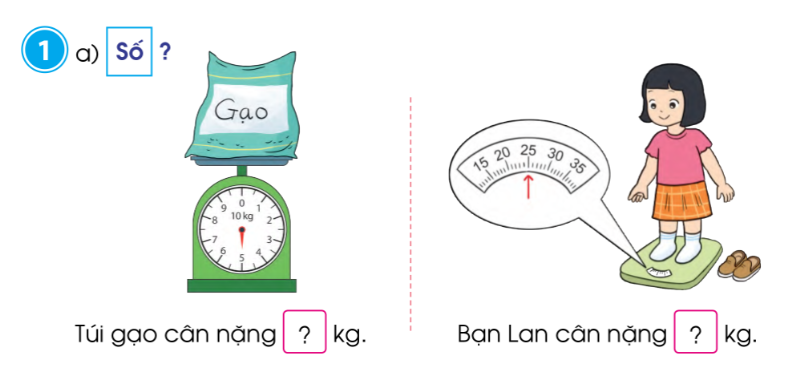 1 a) Số ?
Gạo
0 1 2 3 4 5 6 7 8 9
10 kg
15 20 25 30 35
Túi gạo cân nặng ? kg.
Bạn Lan cân nặng ? kg.